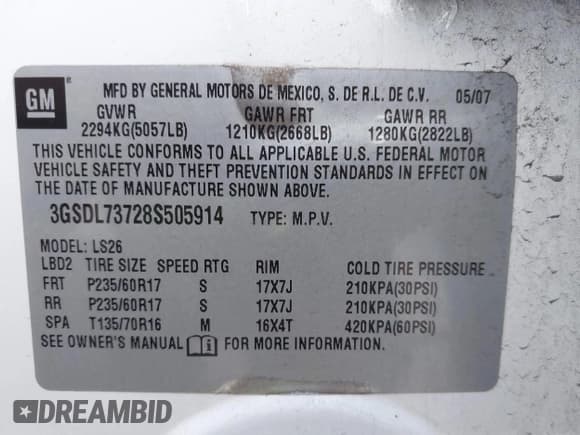 GM ®
MFD BY GENERAL MOTORS DE MEXICO, S. DE R.L. DE C.V. 05/07
GVWR GAWR FRT GAWR RR
2294KG(5057LB) 1210KG(2668LB) 1280KG(2822LB)
THIS VEHICLE CONFORMS TO ALL APPLICABLE U.S. FEDERAL MOTOR
VEHICLE SAFETY AND THEFT PREVENTION STANDARDS IN EFFECT ON
THE DATE OF MANUFACTURE SHOWN ABOVE.
3GSDL73728S505914 TYPE: M.P.V.
MODEL: LS26
LBD2 TIRE SIZE SPEED RTG RIM COLD TIRE PRESSURE
FRT P235/60R17 S 17X7J 210KPA(30PSI)
RR P235/60R17 S 17X7J 210KPA(30PSI)
SPA T135/70R16 M 16X4T 420KPA(60PSI)
SEE OWNER'S MANUAL i FOR MORE INFORMATION.
DREAMBID